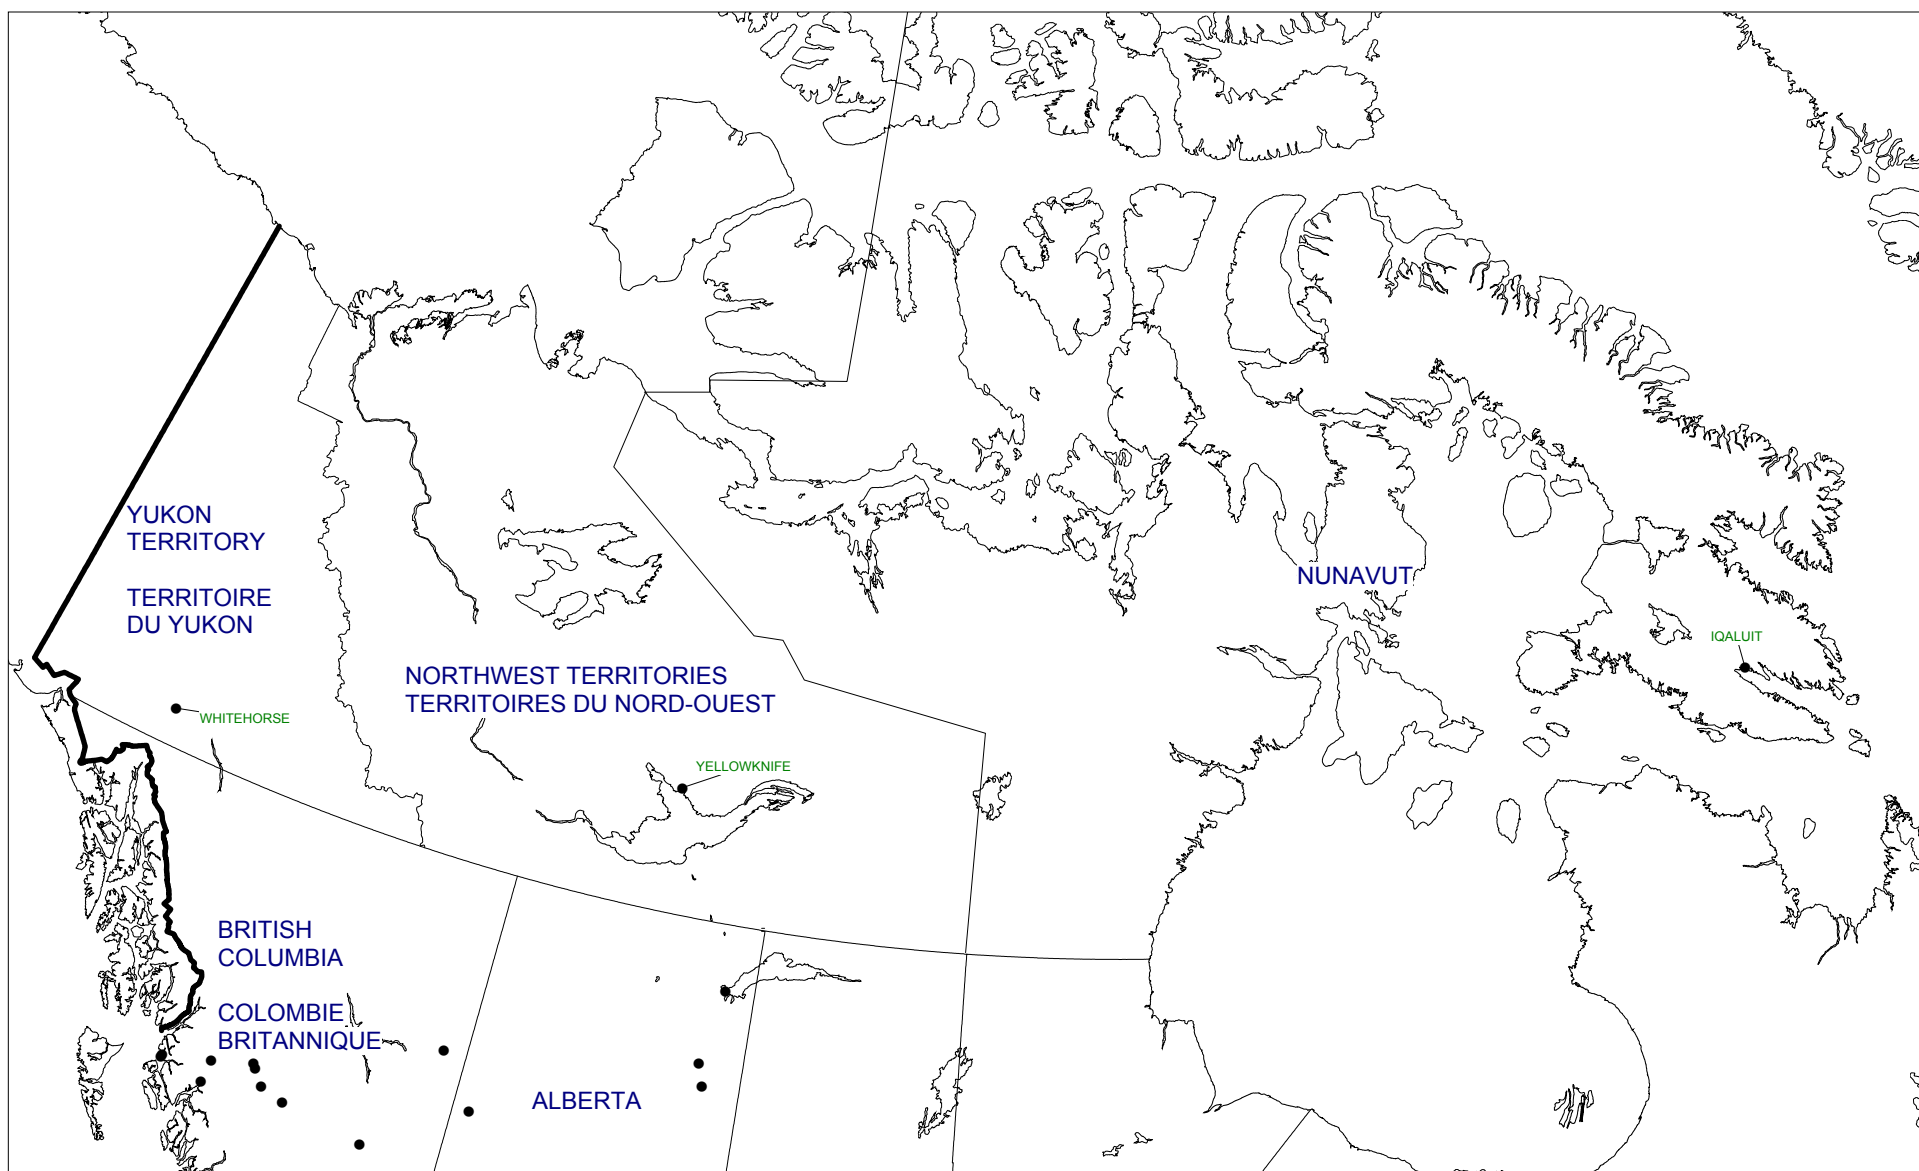 YUKON
TERRITORY
TERRITOIRE
DU YUKON
NUNAVUT
IQALUIT
NORTHWEST TERRITORIES
TERRITOIRES DU NORD-OUEST
WHITEHORSE
YELLOWKNIFE
BRITISH
COLUMBIA
COLOMBIE
BRITANNIQUE
ALBERTA